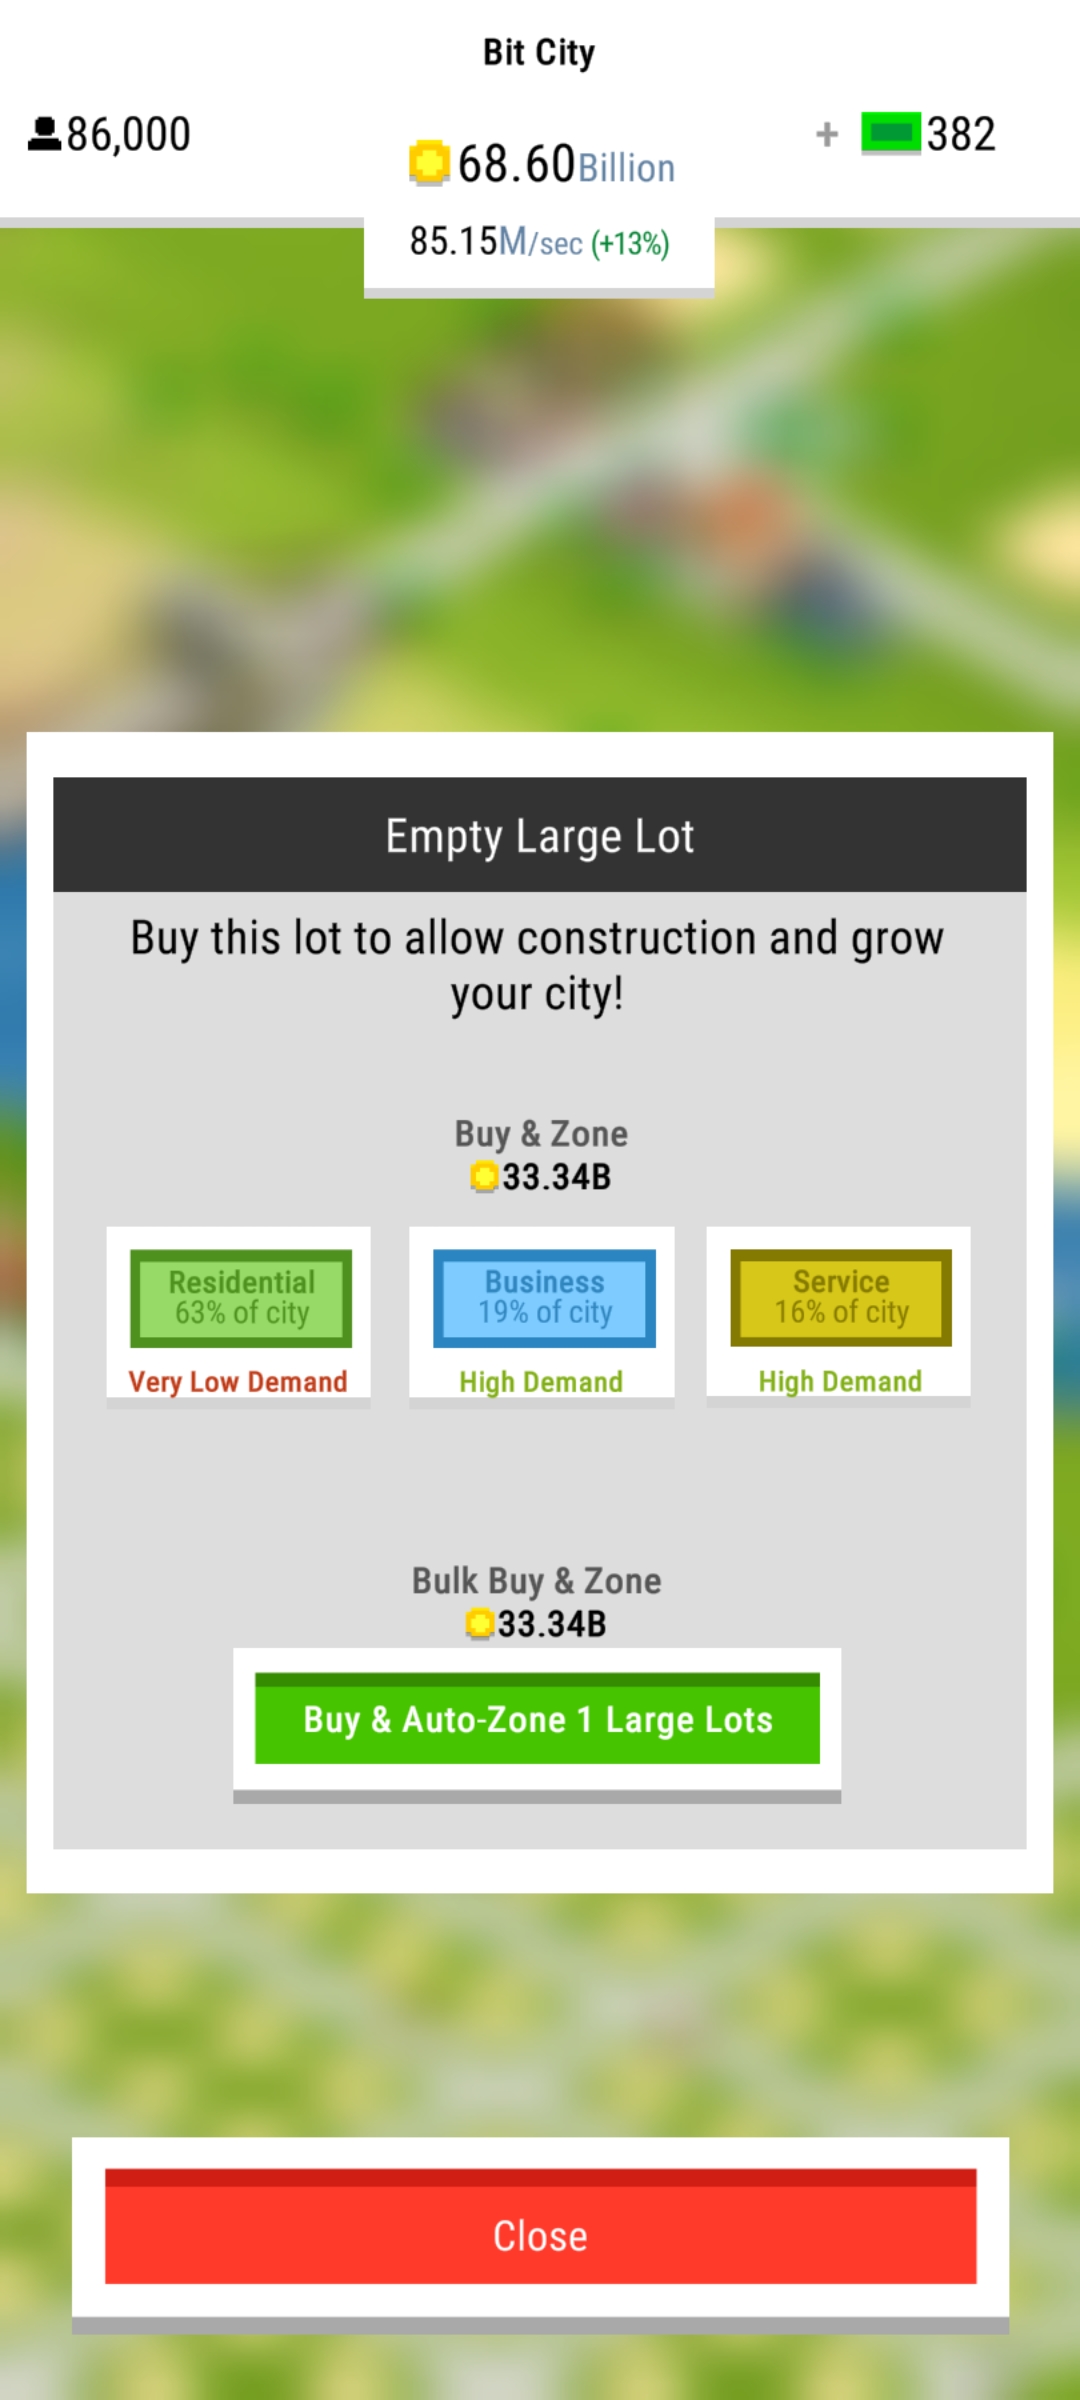 Bit City
86,000
68.60Billion
+ 382
85.15M/sec (+13%)
Empty Large Lot
Buy this lot to allow construction and grow
your city!
Buy & Zone
33.34B
Residential
63% of city
Very Low Demand
Business
19% of city
High Demand
Service
16% of city
High Demand
Bulk Buy & Zone
33.34B
Buy & Auto-Zone 1 Large Lots
Close